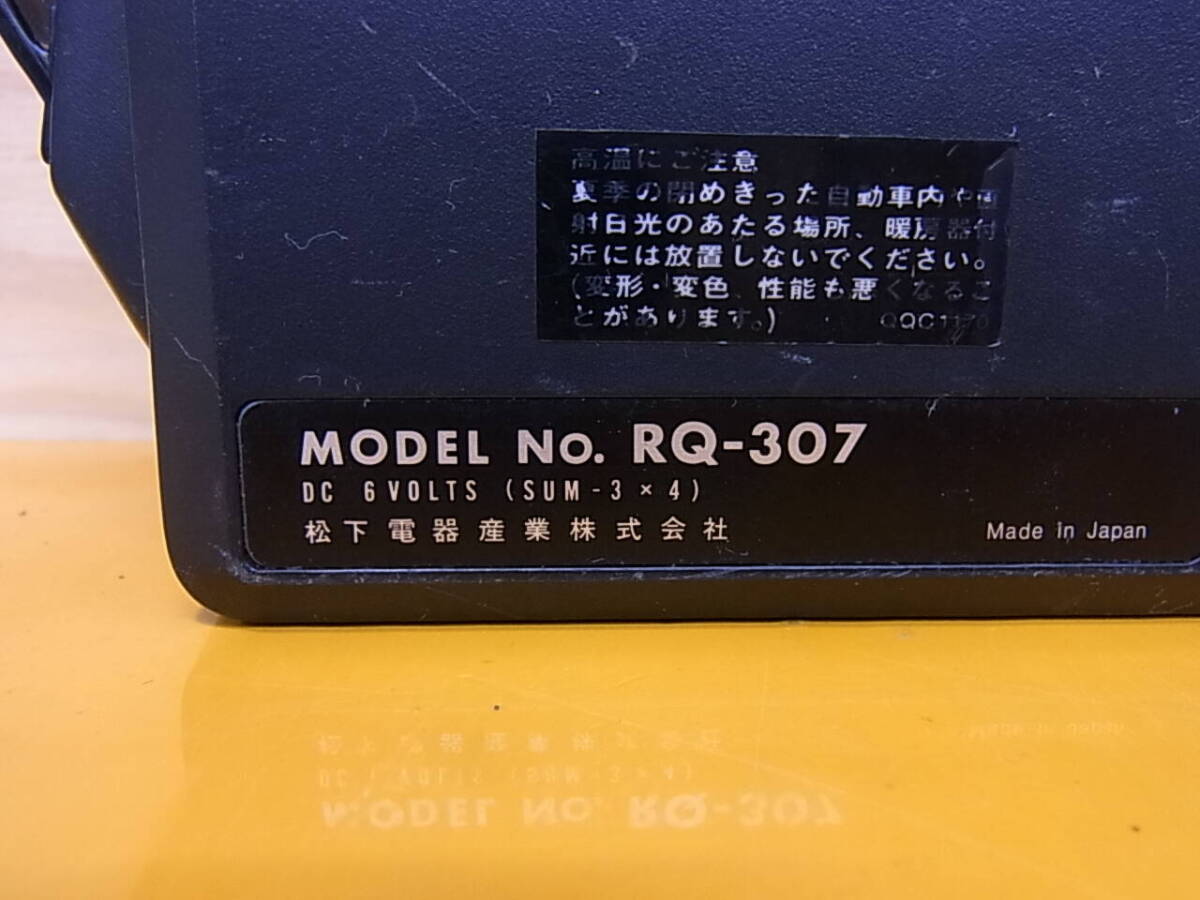 高温にご注意
夏季の閉めきった自動車内や直
射日光のあたる場所、暖房器付
近には放置しないでください。
(変形・変色、性能も悪くなるこ
とがあります。)
QQC1170
MODEL No. RQ-307
DC 6 VOLTS (SUM-3×4)
松下電器産業株式会社
Made in Japan